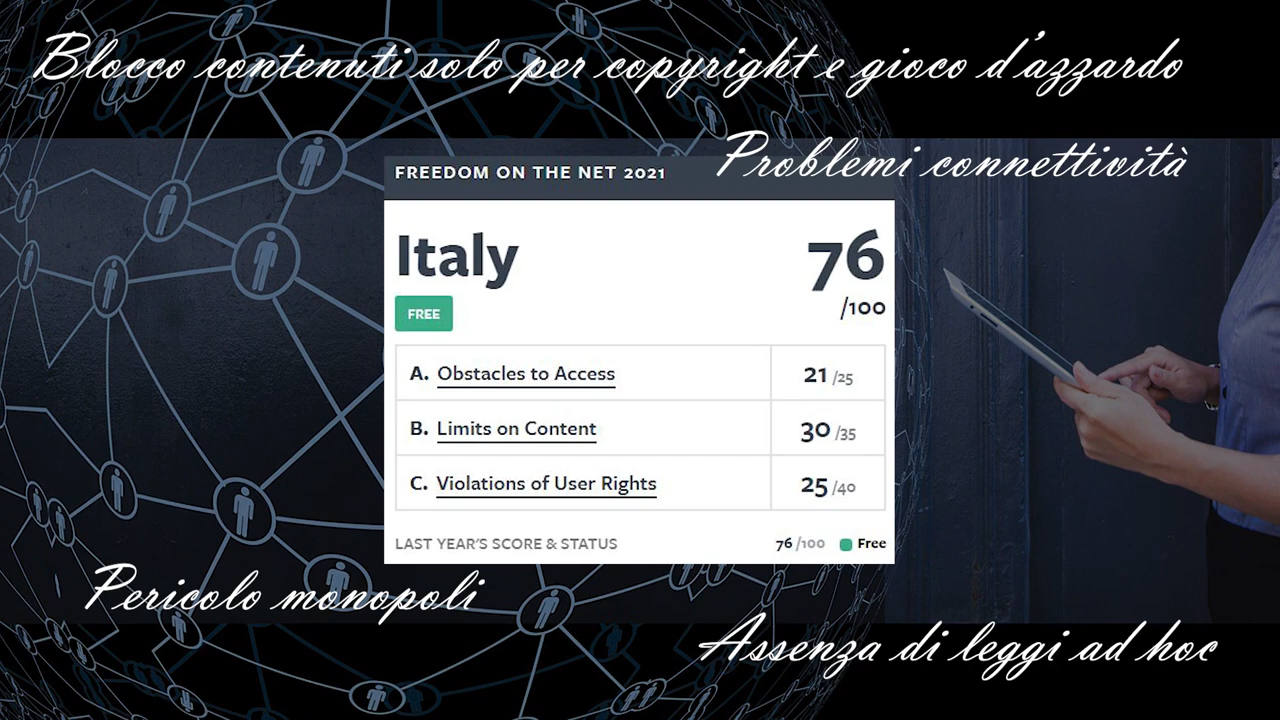 Blocco contenuti solo per copyright e gioco d'azzardo
Problemi connettività
FREEDOM ON THE NET 2021
Italy 76
/100
FREE
A. Obstacles to Access 21 /25
B. Limits on Content 30 /35
C. Violations of User Rights 25 /40
LAST YEAR'S SCORE & STATUS 76 /100 Free
Pericolo monopoli
Assenza di leggi ad hoc